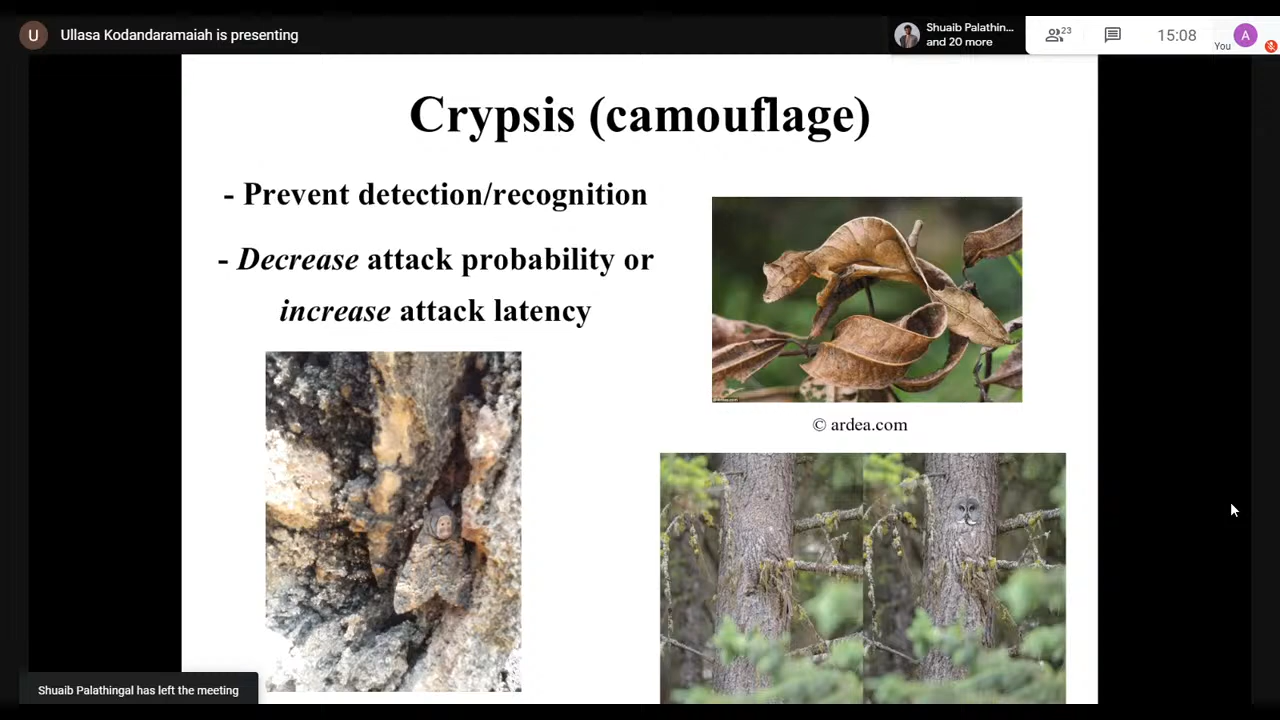 U Ullasa Kodandaramaiah is presenting
Shuaib Palathin...
and 20 more
23
15:08
You
A
Crypsis (camouflage)
- Prevent detection/recognition
- Decrease attack probability or
increase attack latency
© ardea.com
Shuaib Palathingal has left the meeting